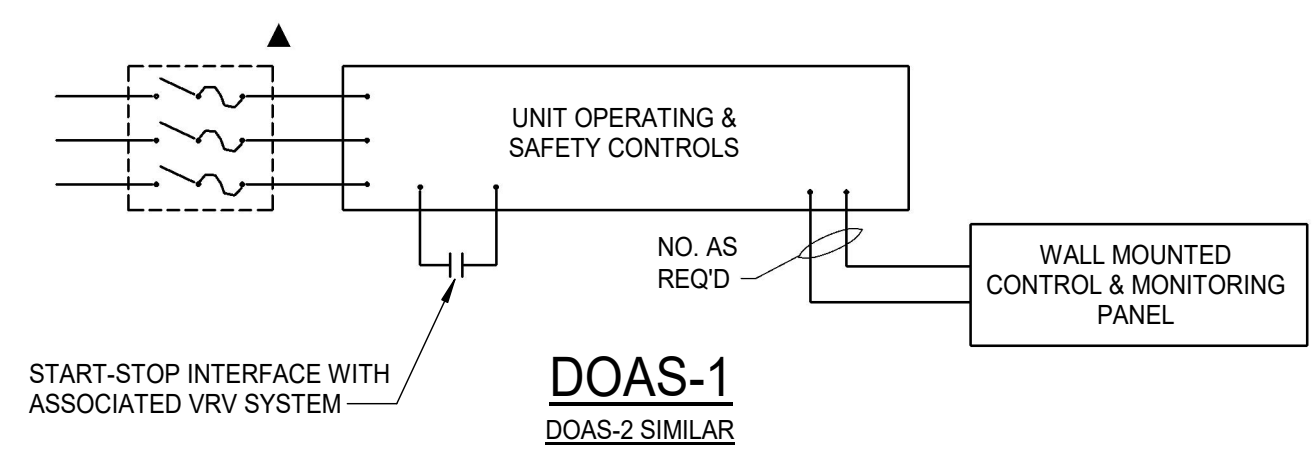 UNIT OPERATING &
SAFETY CONTROLS
NO. AS
REQ'D
WALL MOUNTED
CONTROL & MONITORING
PANEL
START-STOP INTERFACE WITH
ASSOCIATED VRV SYSTEM
DOAS-1
DOAS-2 SIMILAR